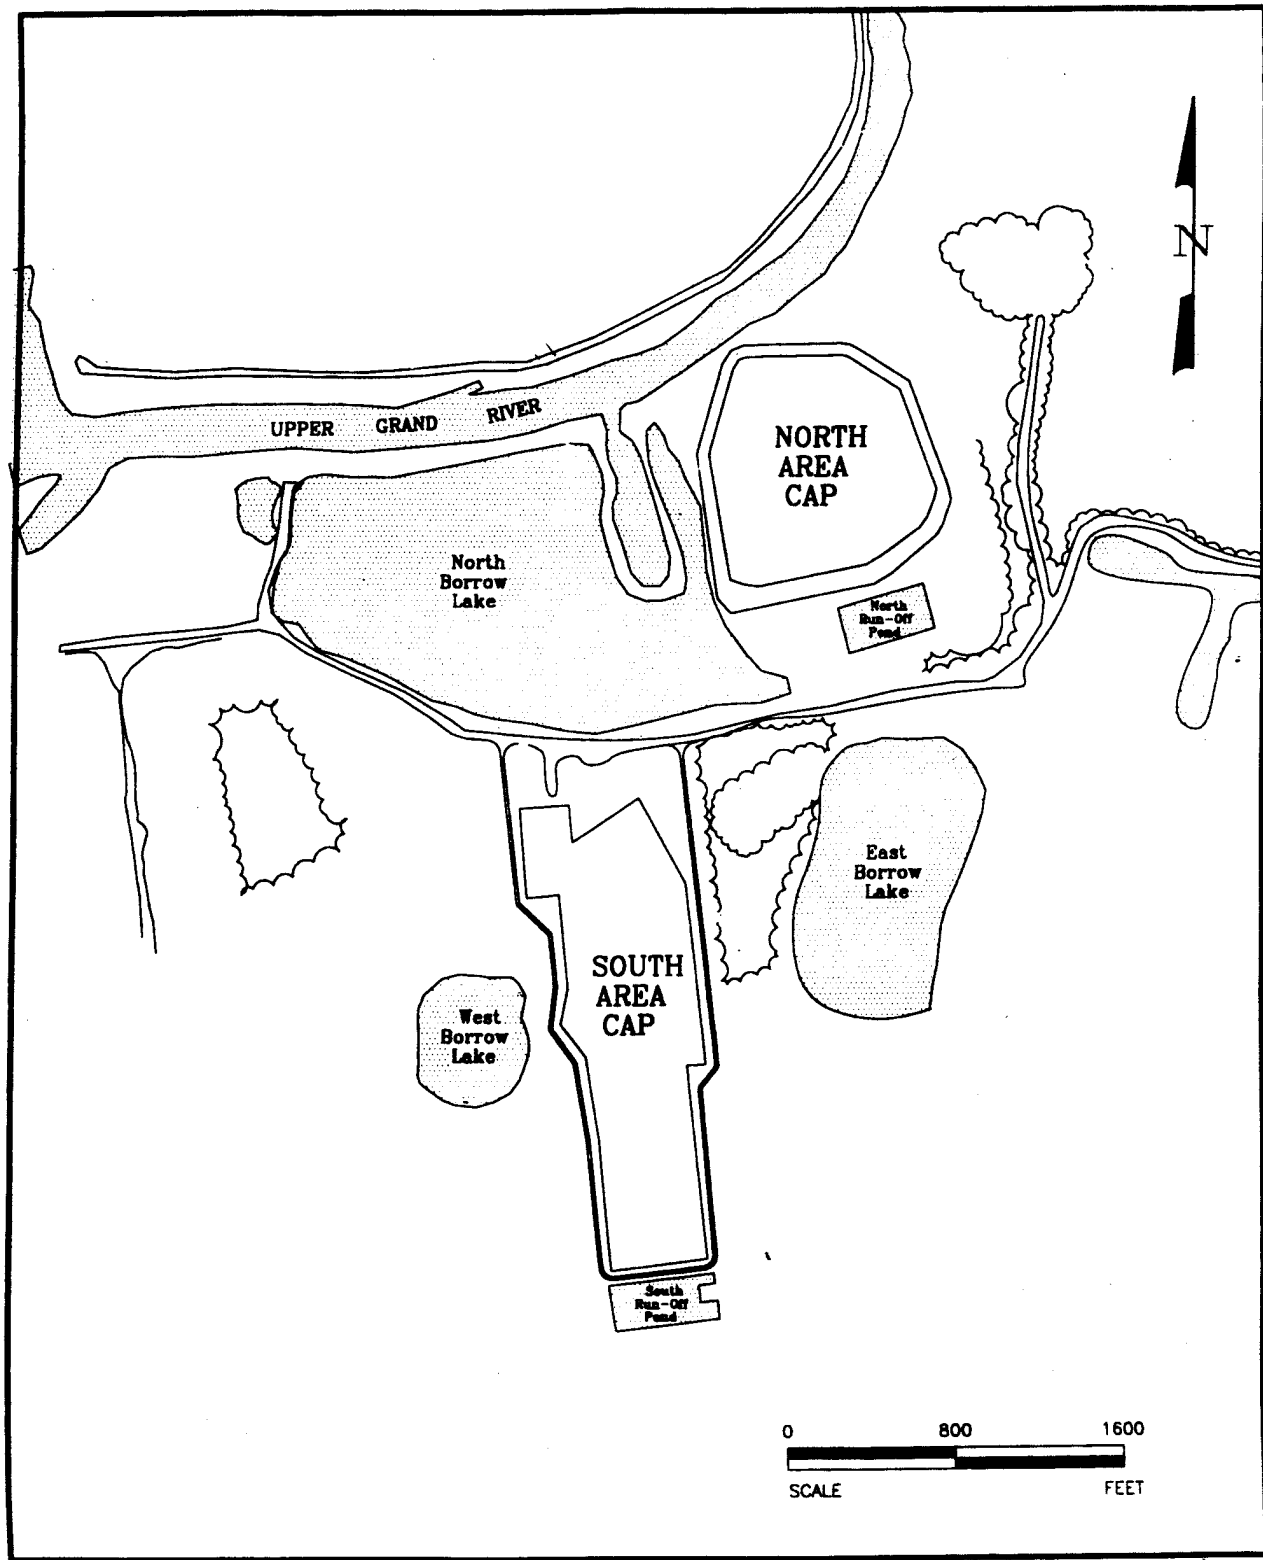 N
UPPER GRAND RIVER
NORTH
AREA
CAP
North
Borrow
Lake
North
Run-Off
Pond
East
Borrow
Lake
SOUTH
AREA
CAP
West
Borrow
Lake
South
Run-Off
Pond
0 800 1600
SCALE FEET